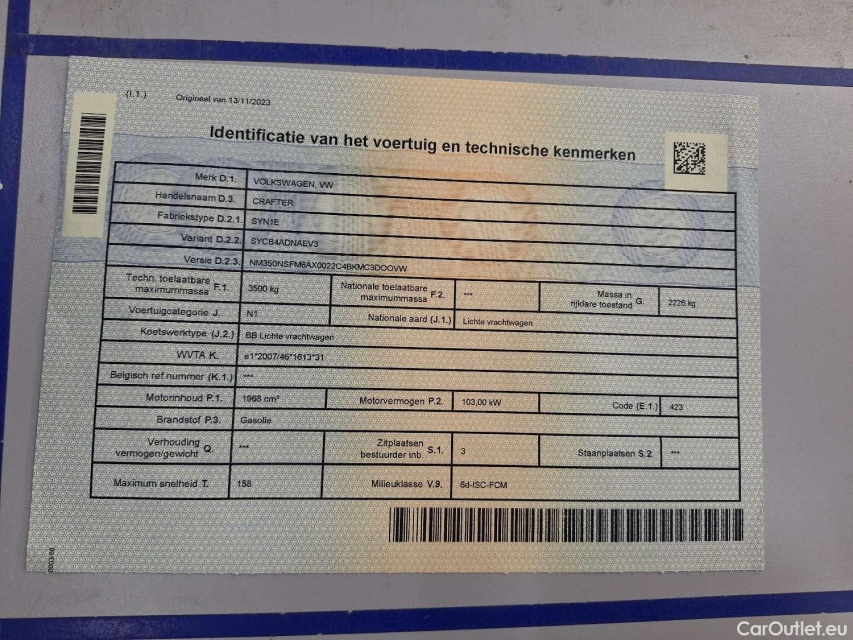 (I.1.) Origineel van 13/11/2023
Identificatie van het voertuig en technische kenmerken
Merk D.1. VOLKSWAGEN, VW
Handelsnaam D.3. CRAFTER
Fabriekstype D.2.1. SYN1E
Variant D.2.2. SYCB4ADNAEV3
Versie D.2.3. NM350NSFM6AX0022C4BKMC3DOOVW
Techn. toelaatbare maximummassa F.1. 3500 kg Nationale toelaatbare maximummassa F.2. *** Massa in rijklare toestand G. 2226 kg
Voertuigcategorie J. N1 Nationale aard (J.1.) Lichte vrachtwagen
Koetswerktype (J.2.) BB Lichte vrachtwagen
WVTA K. e1*2007/46*1613*31
Belgisch ref nummer (K.1.) ***
Motorinhoud P.1. 1968 cm³ Motorvermogen P.2. 103,00 kW Code (E.1.) 423
Brandstof P.3. Gasolie
Verhouding vermogen/gewicht Q. *** Zitplaatsen bestuurder inb. S.1. 3 Staanplaatsen S.2. ***
Maximum snelheid T. 158 Milieuklasse V.9. 6d-ISC-FCM
CarOutlet.eu